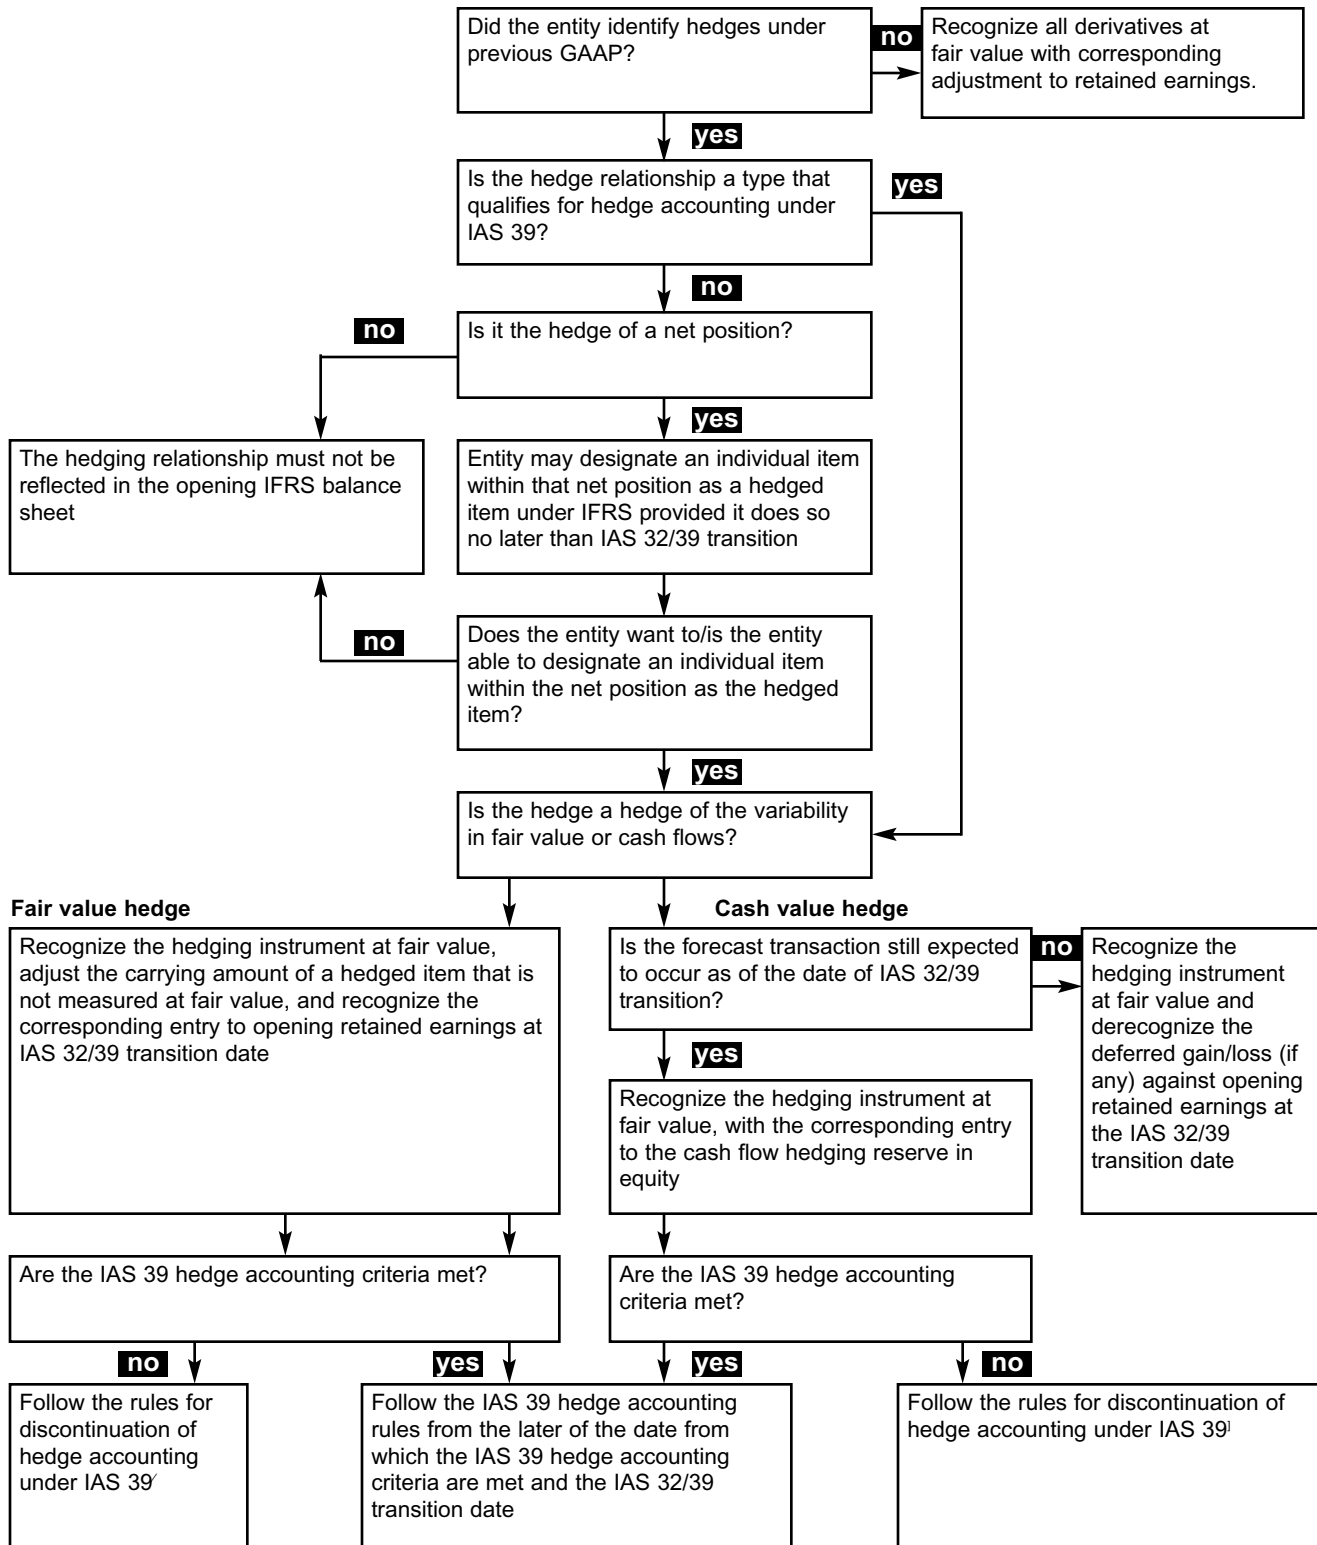 Did the entity identify hedges under
previous GAAP?
no
Recognize all derivatives at
fair value with corresponding
adjustment to retained earnings.
yes
Is the hedge relationship a type that
qualifies for hedge accounting under
IAS 39?
yes
no
Is it the hedge of a net position?
no
yes
The hedging relationship must not be
reflected in the opening IFRS balance
sheet
Entity may designate an individual item
within that net position as a hedged
item under IFRS provided it does so
no later than IAS 32/39 transition
Does the entity want to/is the entity
able to designate an individual item
within the net position as the hedged
item?
no
yes
Is the hedge a hedge of the variability
in fair value or cash flows?
Fair value hedge
Recognize the hedging instrument at fair value,
adjust the carrying amount of a hedged item that is
not measured at fair value, and recognize the
corresponding entry to opening retained earnings at
IAS 32/39 transition date
Cash value hedge
Is the forecast transaction still expected
to occur as of the date of IAS 32/39
transition?
no
Recognize the
hedging instrument
at fair value and
derecognize the
deferred gain/loss (if
any) against opening
retained earnings at
the IAS 32/39
transition date
yes
Recognize the hedging instrument at
fair value, with the corresponding entry
to the cash flow hedging reserve in
equity
Are the IAS 39 hedge accounting criteria met?
Are the IAS 39 hedge accounting
criteria met?
no
yes
yes
no
Follow the rules for
discontinuation of
hedge accounting
under IAS 39
Follow the IAS 39 hedge accounting
rules from the later of the date from
which the IAS 39 hedge accounting
criteria are met and the IAS 32/39
transition date
Follow the rules for discontinuation of
hedge accounting under IAS 39